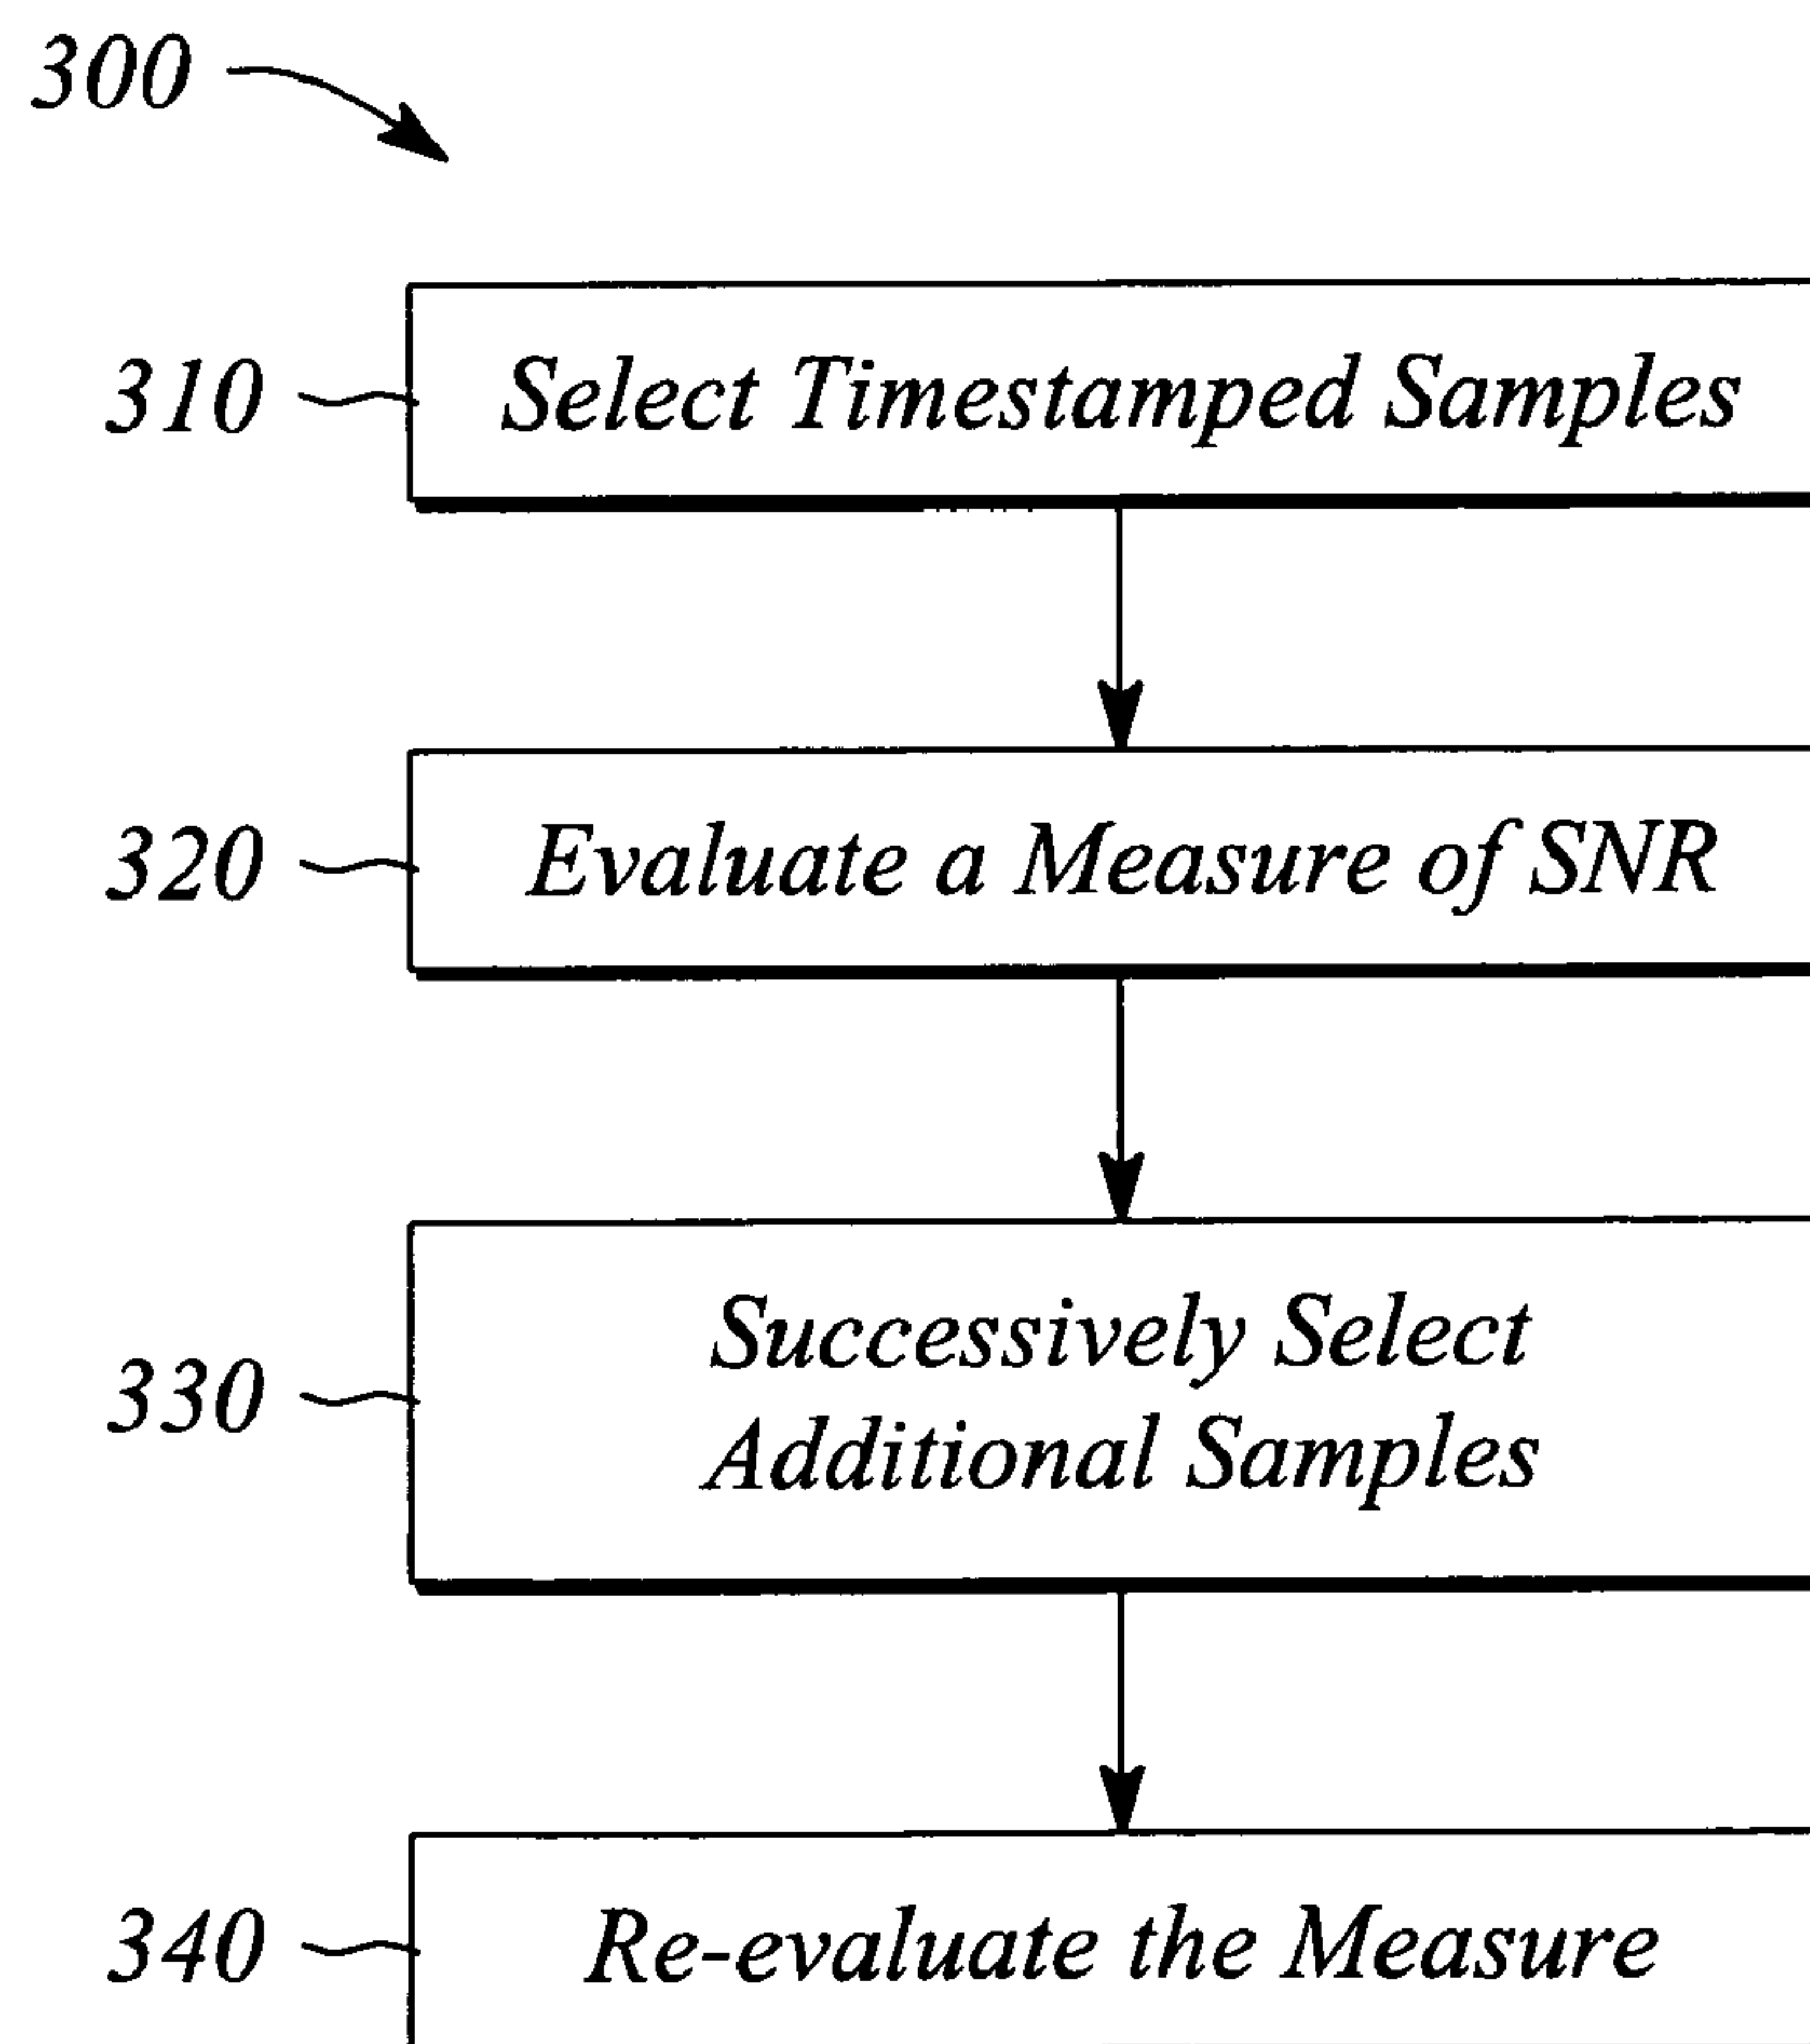 300
310 Select Timestamped Samples
320 Evaluate a Measure of SNR
330 Successively Select
Additional Samples
340 Re-evaluate the Measure